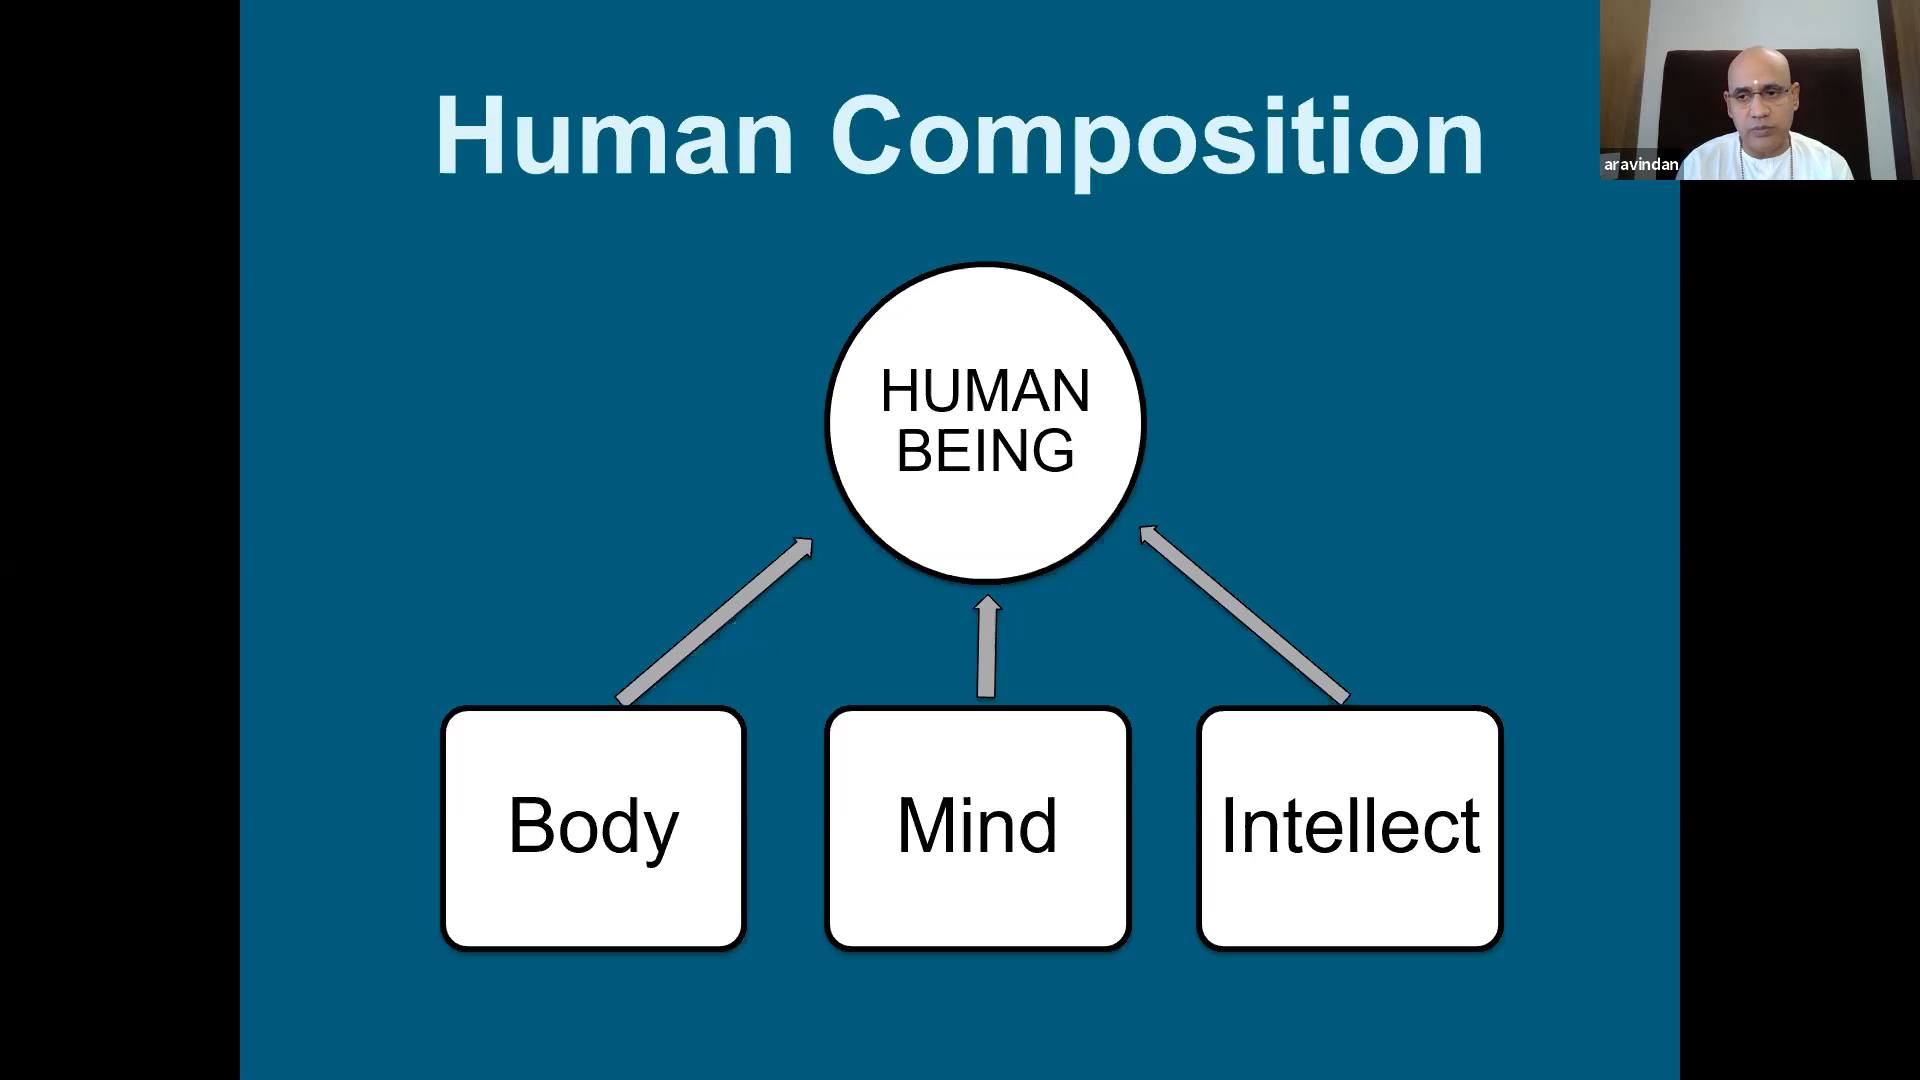 Human Composition
aravindan
HUMAN
BEING
Body
Mind
Intellect